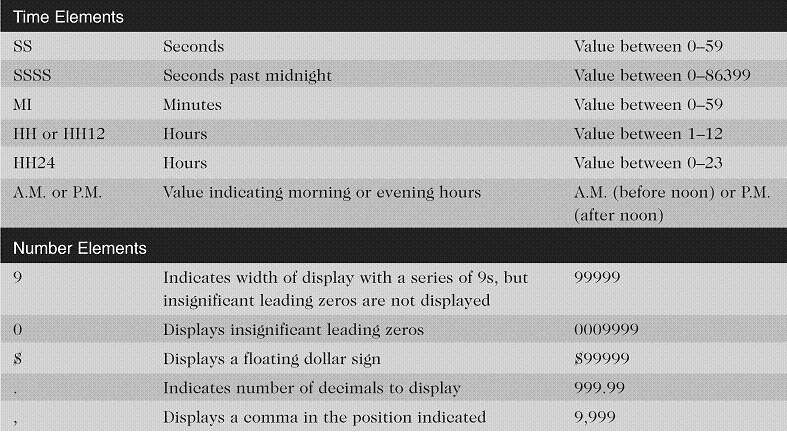 Time Elements
SS Seconds Value between 0–59
SSSS Seconds past midnight Value between 0–86399
MI Minutes Value between 0–59
HH or HH12 Hours Value between 1–12
HH24 Hours Value between 0–23
A.M. or P.M. Value indicating morning or evening hours A.M. (before noon) or P.M.
(after noon)
Number Elements
9 Indicates width of display with a series of 9s, but 99999
insignificant leading zeros are not displayed
0 Displays insignificant leading zeros 0009999
$ Displays a floating dollar sign $99999
. Indicates number of decimals to display 999.99
, Displays a comma in the position indicated 9,999